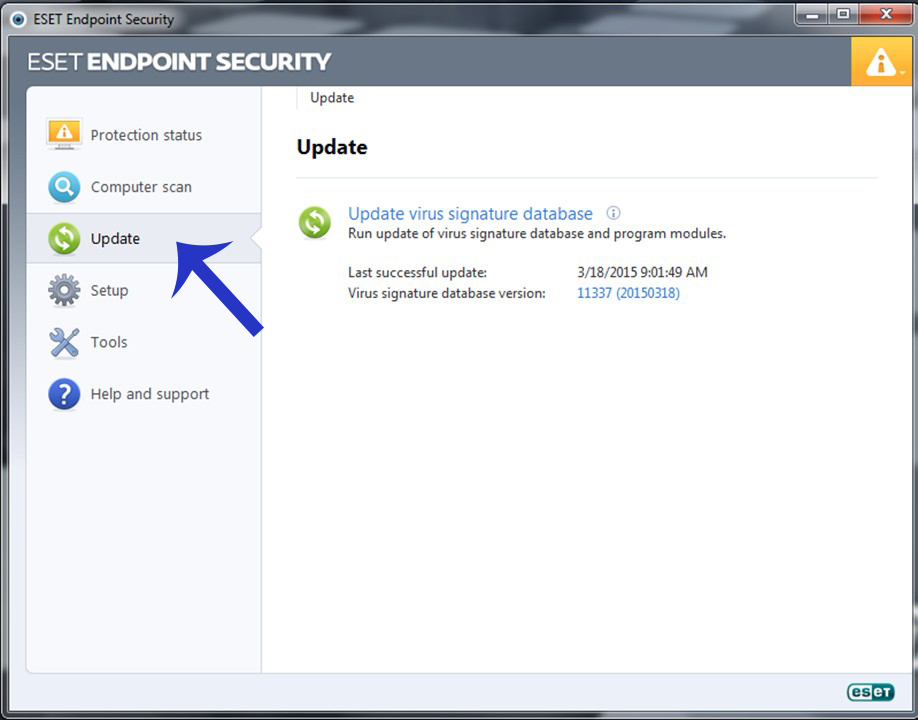 ESET Endpoint Security
ESET ENDPOINT SECURITY
Protection status
Computer scan
Update
Setup
Tools
Help and support
Update
Update
Update virus signature database
Run update of virus signature database and program modules.
Last successful update: 3/18/2015 9:01:49 AM
Virus signature database version: 11337 (20150318)
eset